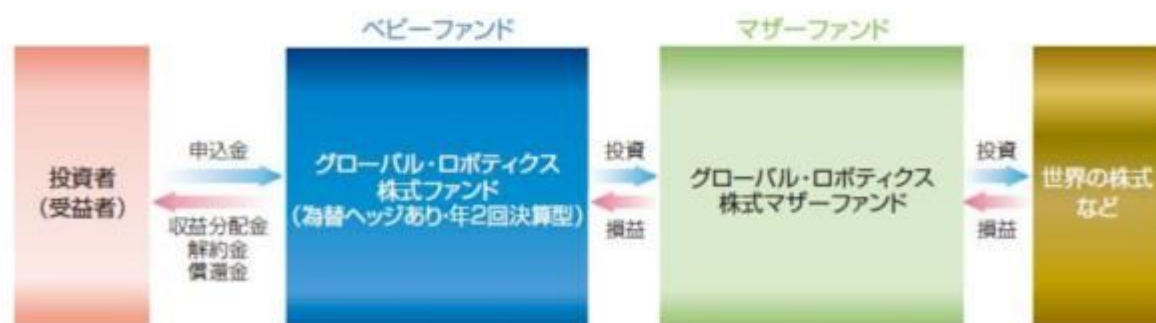 ベビーファンド
マザーファンド
投資者
（受益者）
申込金
収益分配金
解約金
償還金
グローバル・ロボティクス
株式ファンド
（為替ヘッジあり・年2回決算型）
投資
損益
グローバル・ロボティクス
株式マザーファンド
投資
損益
世界の株式
など